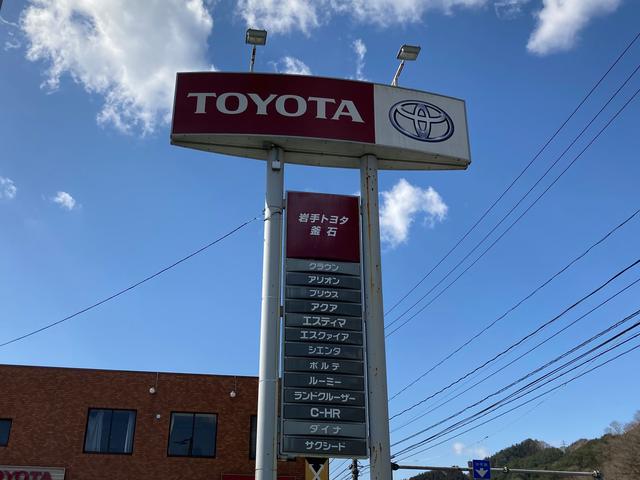 TOYOTA
岩手トヨタ
釜石
クラウン
アリオン
プリウス
アクア
エスティマ
エスクァイア
シエンタ
ポルテ
ルーミー
ランドクルーザー
C-HR
ダイナ
サクシード
TOYOTA